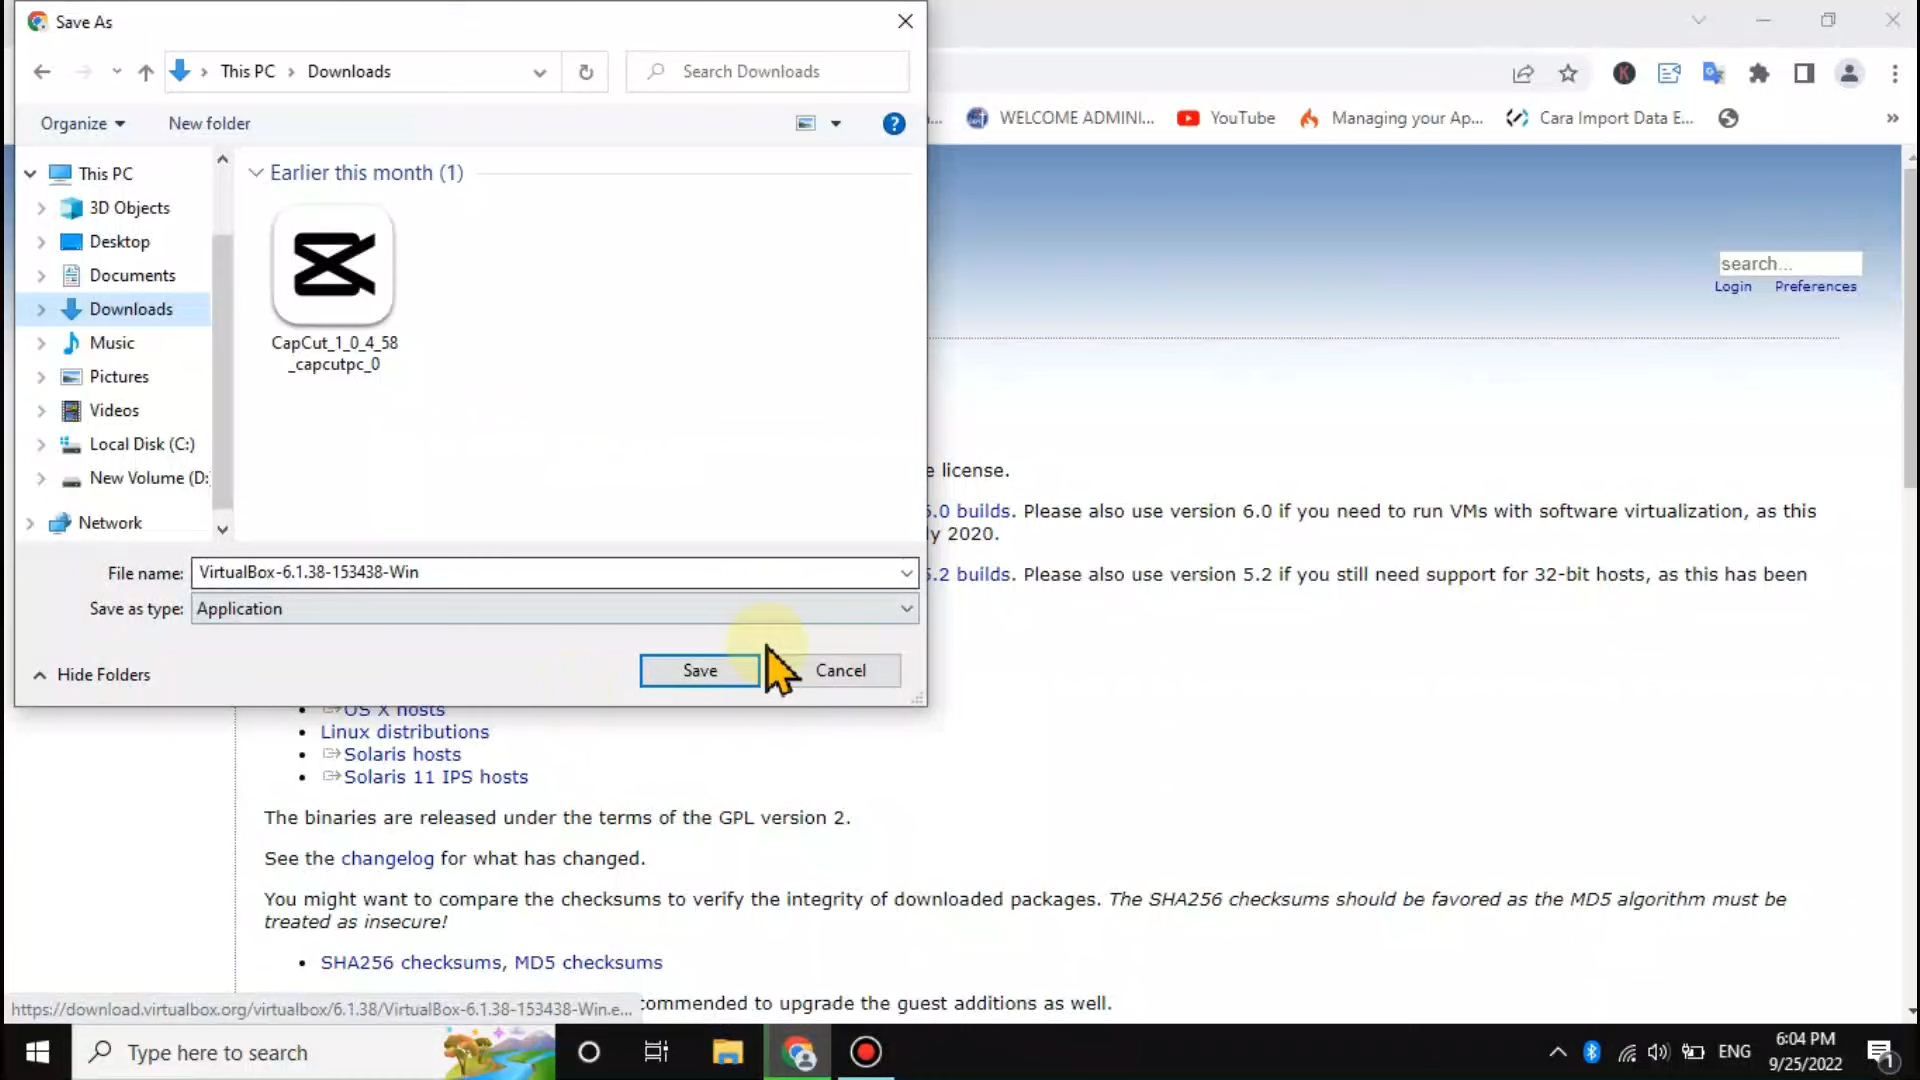 Save As
This PC
Downloads
Search Downloads
WELCOME ADMINI...
YouTube
Managing your Ap...
Cara Import Data E...
»
Organize
New folder
Earlier this month (1)
This PC
3D Objects
Desktop
Documents
Downloads
Music
Pictures
Videos
Local Disk (C:)
New Volume (D:
Network
CapCut_1_0_4_58
_capcutpc_0
search...
Login Preferences
e license.
.0 builds. Please also use version 6.0 if you need to run VMs with software virtualization, as this
ly 2020.
.2 builds. Please also use version 5.2 if you still need support for 32-bit hosts, as this has been
File name: VirtualBox-6.1.38-153438-Win
Save as type: Application
Hide Folders
Save
Cancel
OS X hosts
Linux distributions
Solaris hosts
Solaris 11 IPS hosts
The binaries are released under the terms of the GPL version 2.
See the changelog for what has changed.
You might want to compare the checksums to verify the integrity of downloaded packages. The SHA256 checksums should be favored as the MD5 algorithm must be
treated as insecure!
SHA256 checksums, MD5 checksums
https://download.virtualbox.org/virtualbox/6.1.38/VirtualBox-6.1.38-153438-Win.e...
commended to upgrade the guest additions as well.
Type here to search
ENG
6:04 PM
9/25/2022
1